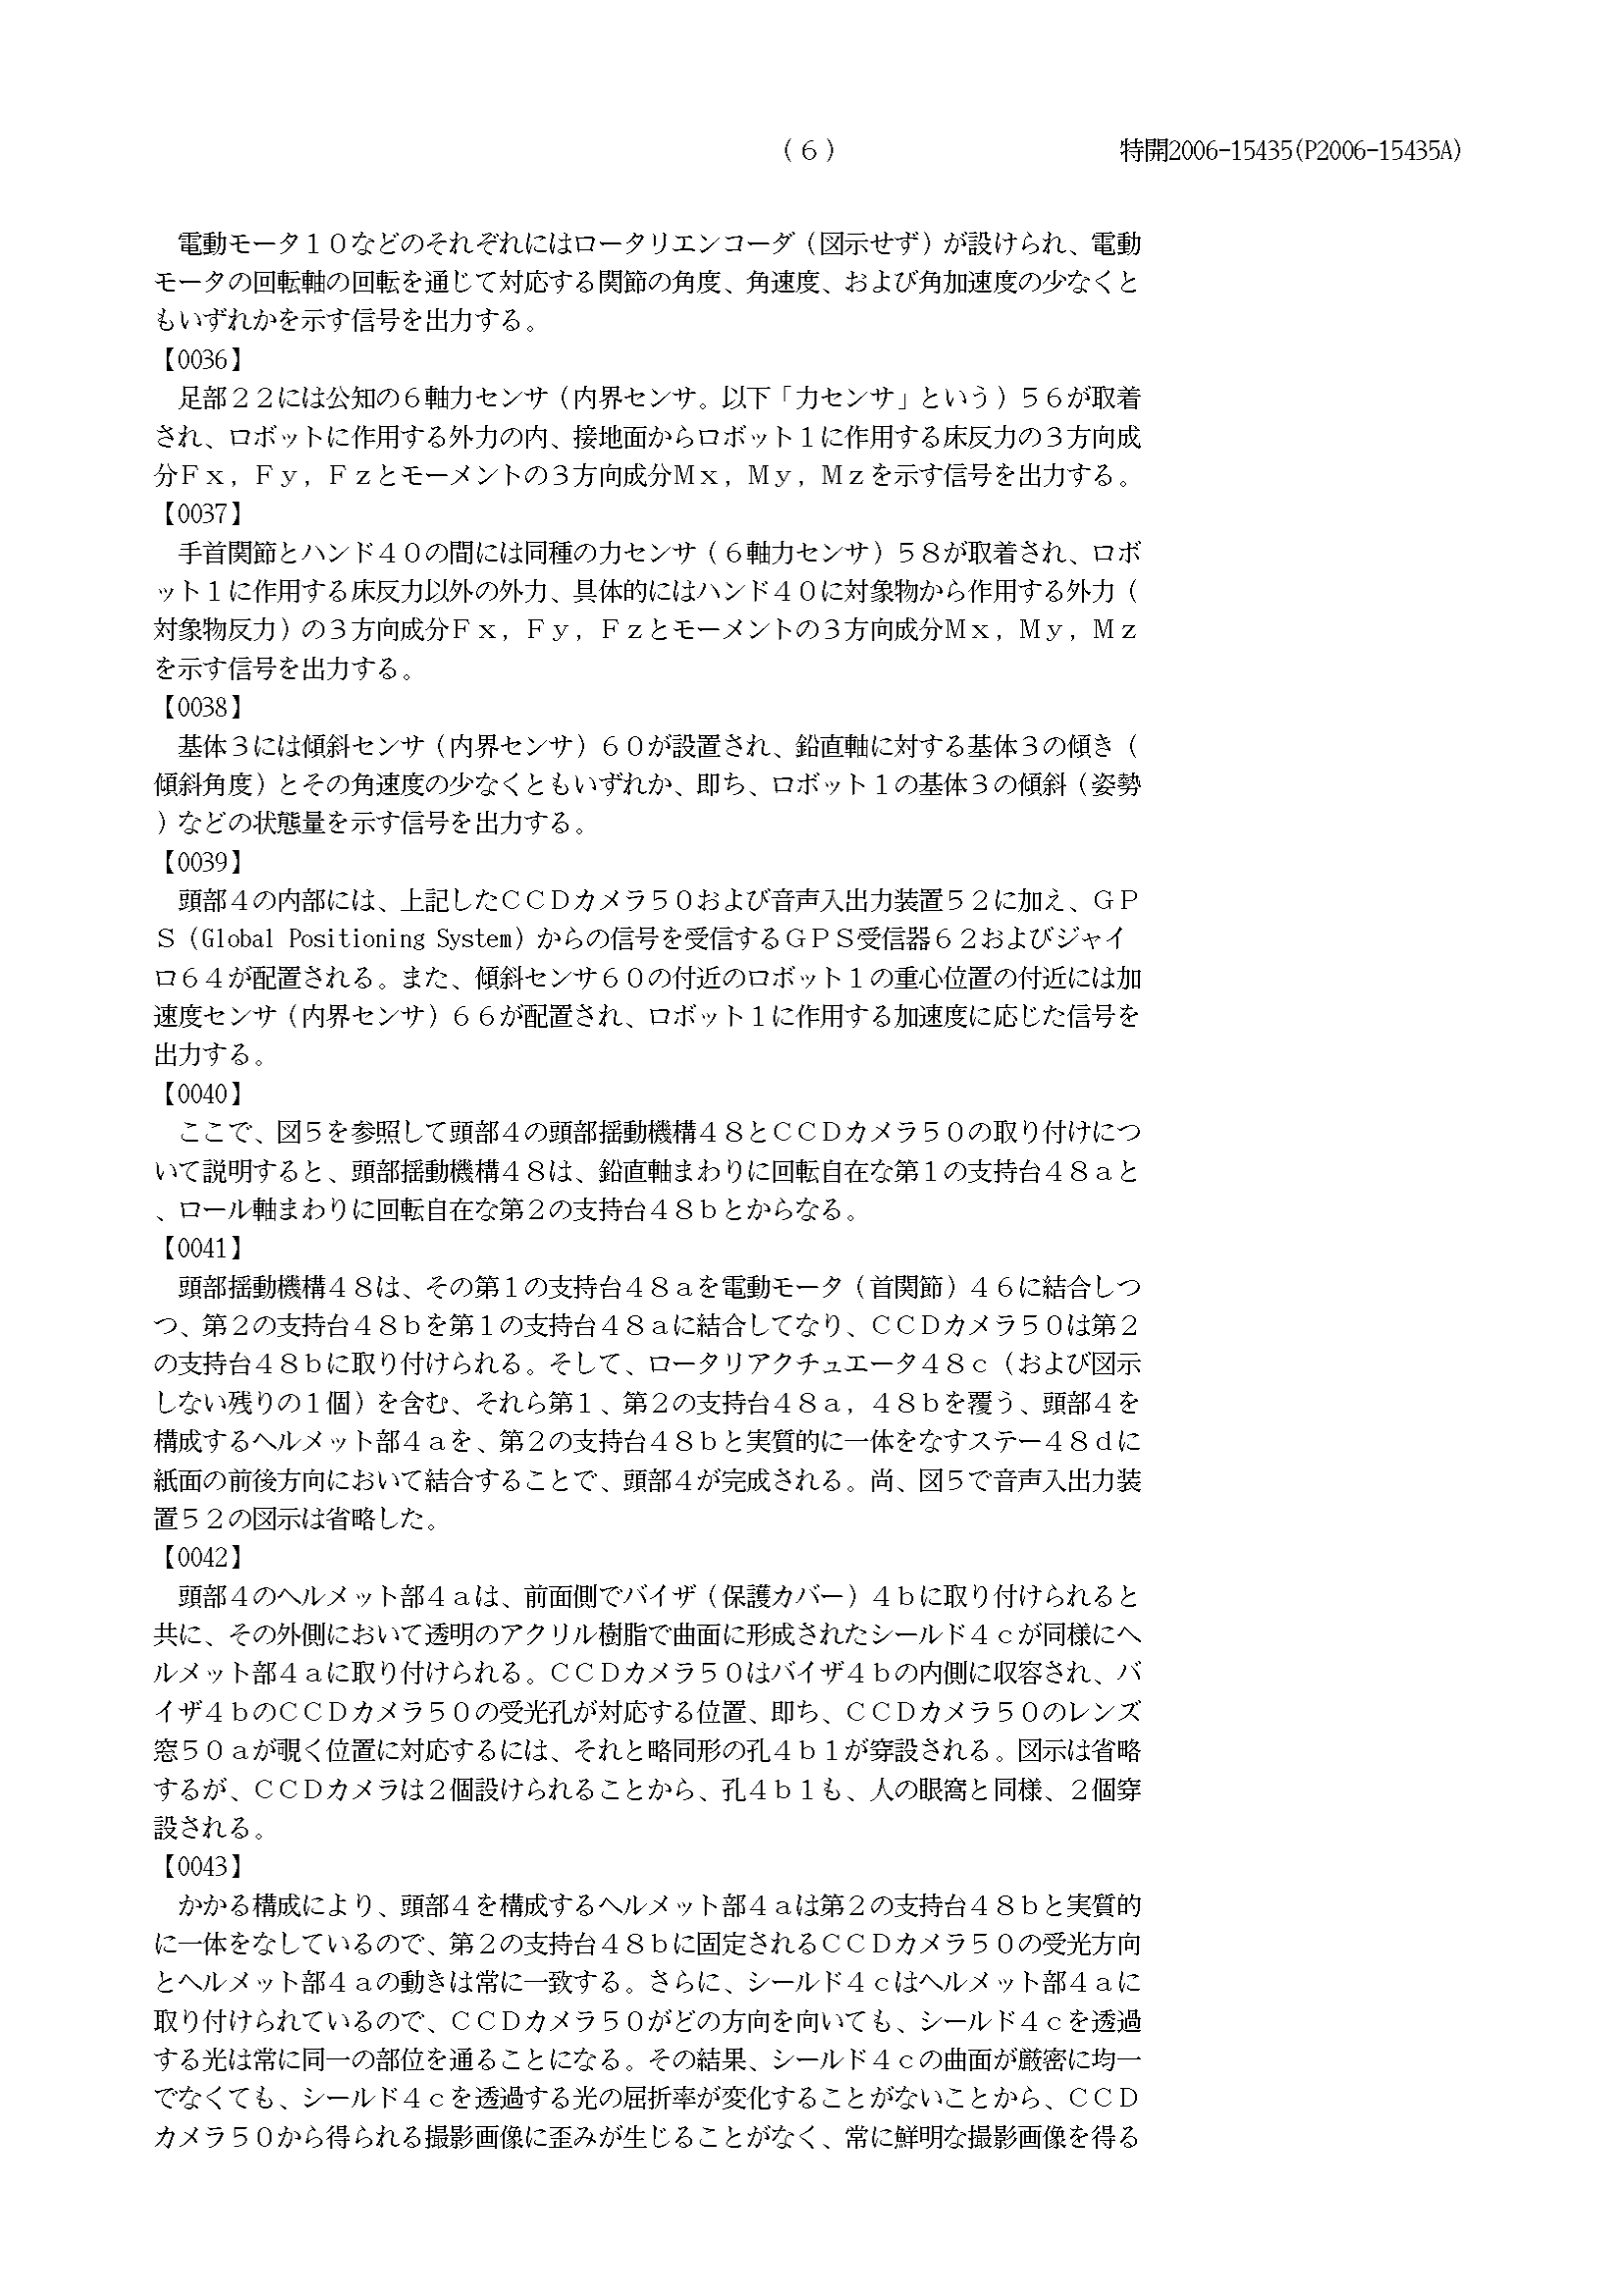 （６）
特開2006-15435(P2006-15435A)
　電動モータ１０などのそれぞれにはロータリエンコーダ（図示せず）が設けられ、電動
モータの回転軸の回転を通じて対応する関節の角度、角速度、および角加速度の少なくと
もいずれかを示す信号を出力する。
【0036】
　足部２２には公知の６軸力センサ（内界センサ。以下「力センサ」という）５６が取着
され、ロボットに作用する外力の内、接地面からロボット１に作用する床反力の３方向成
分Ｆｘ，Ｆｙ，Ｆｚとモーメントの３方向成分Ｍｘ，Ｍｙ，Ｍｚを示す信号を出力する。
【0037】
　手首関節とハンド４０の間には同種の力センサ（６軸力センサ）５８が取着され、ロボ
ット１に作用する床反力以外の外力、具体的にはハンド４０に対象物から作用する外力（
対象物反力）の３方向成分Ｆｘ，Ｆｙ，Ｆｚとモーメントの３方向成分Ｍｘ，Ｍｙ，Ｍｚ
を示す信号を出力する。
【0038】
　基体３には傾斜センサ（内界センサ）６０が設置され、鉛直軸に対する基体３の傾き（
傾斜角度）とその角速度の少なくともいずれか、即ち、ロボット１の基体３の傾斜（姿勢
）などの状態量を示す信号を出力する。
【0039】
　頭部４の内部には、上記したＣＣＤカメラ５０および音声入出力装置５２に加え、ＧＰ
Ｓ（Global Positioning System）からの信号を受信するＧＰＳ受信器６２およびジャイ
ロ６４が配置される。また、傾斜センサ６０の付近のロボット１の重心位置の付近には加
速度センサ（内界センサ）６６が配置され、ロボット１に作用する加速度に応じた信号を
出力する。
【0040】
　ここで、図５を参照して頭部４の頭部揺動機構４８とＣＣＤカメラ５０の取り付けにつ
いて説明すると、頭部揺動機構４８は、鉛直軸まわりに回転自在な第１の支持台４８ａと
、ロール軸まわりに回転自在な第２の支持台４８ｂとからなる。
【0041】
　頭部揺動機構４８は、その第１の支持台４８ａを電動モータ（首関節）４６に結合しつ
つ、第２の支持台４８ｂを第１の支持台４８ａに結合してなり、ＣＣＤカメラ５０は第２
の支持台４８ｂに取り付けられる。そして、ロータリアクチュエータ４８ｃ（および図示
しない残りの１個）を含む、それら第１、第２の支持台４８ａ，４８ｂを覆う、頭部４を
構成するヘルメット部４ａを、第２の支持台４８ｂと実質的に一体をなすステー４８ｄに
紙面の前後方向において結合することで、頭部４が完成される。尚、図５で音声入出力装
置５２の図示は省略した。
【0042】
　頭部４のヘルメット部４ａは、前面側でバイザ（保護カバー）４ｂに取り付けられると
共に、その外側において透明のアクリル樹脂で曲面に形成されたシールド４ｃが同様にヘ
ルメット部４ａに取り付けられる。ＣＣＤカメラ５０はバイザ４ｂの内側に収容され、バ
イザ４ｂのＣＣＤカメラ５０の受光孔が対応する位置、即ち、ＣＣＤカメラ５０のレンズ
窓５０ａが覗く位置に対応するには、それと略同形の孔４ｂ１が穿設される。図示は省略
するが、ＣＣＤカメラは２個設けられることから、孔４ｂ１も、人の眼窩と同様、２個穿
設される。
【0043】
　かかる構成により、頭部４を構成するヘルメット部４ａは第２の支持台４８ｂと実質的
に一体をなしているので、第２の支持台４８ｂに固定されるＣＣＤカメラ５０の受光方向
とヘルメット部４ａの動きは常に一致する。さらに、シールド４ｃはヘルメット部４ａに
取り付けられているので、ＣＣＤカメラ５０がどの方向を向いても、シールド４ｃを透過
する光は常に同一の部位を通ることになる。その結果、シールド４ｃの曲面が厳密に均一
でなくても、シールド４ｃを透過する光の屈折率が変化することがないことから、ＣＣＤ
カメラ５０から得られる撮影画像に歪みが生じることがなく、常に鮮明な撮影画像を得る